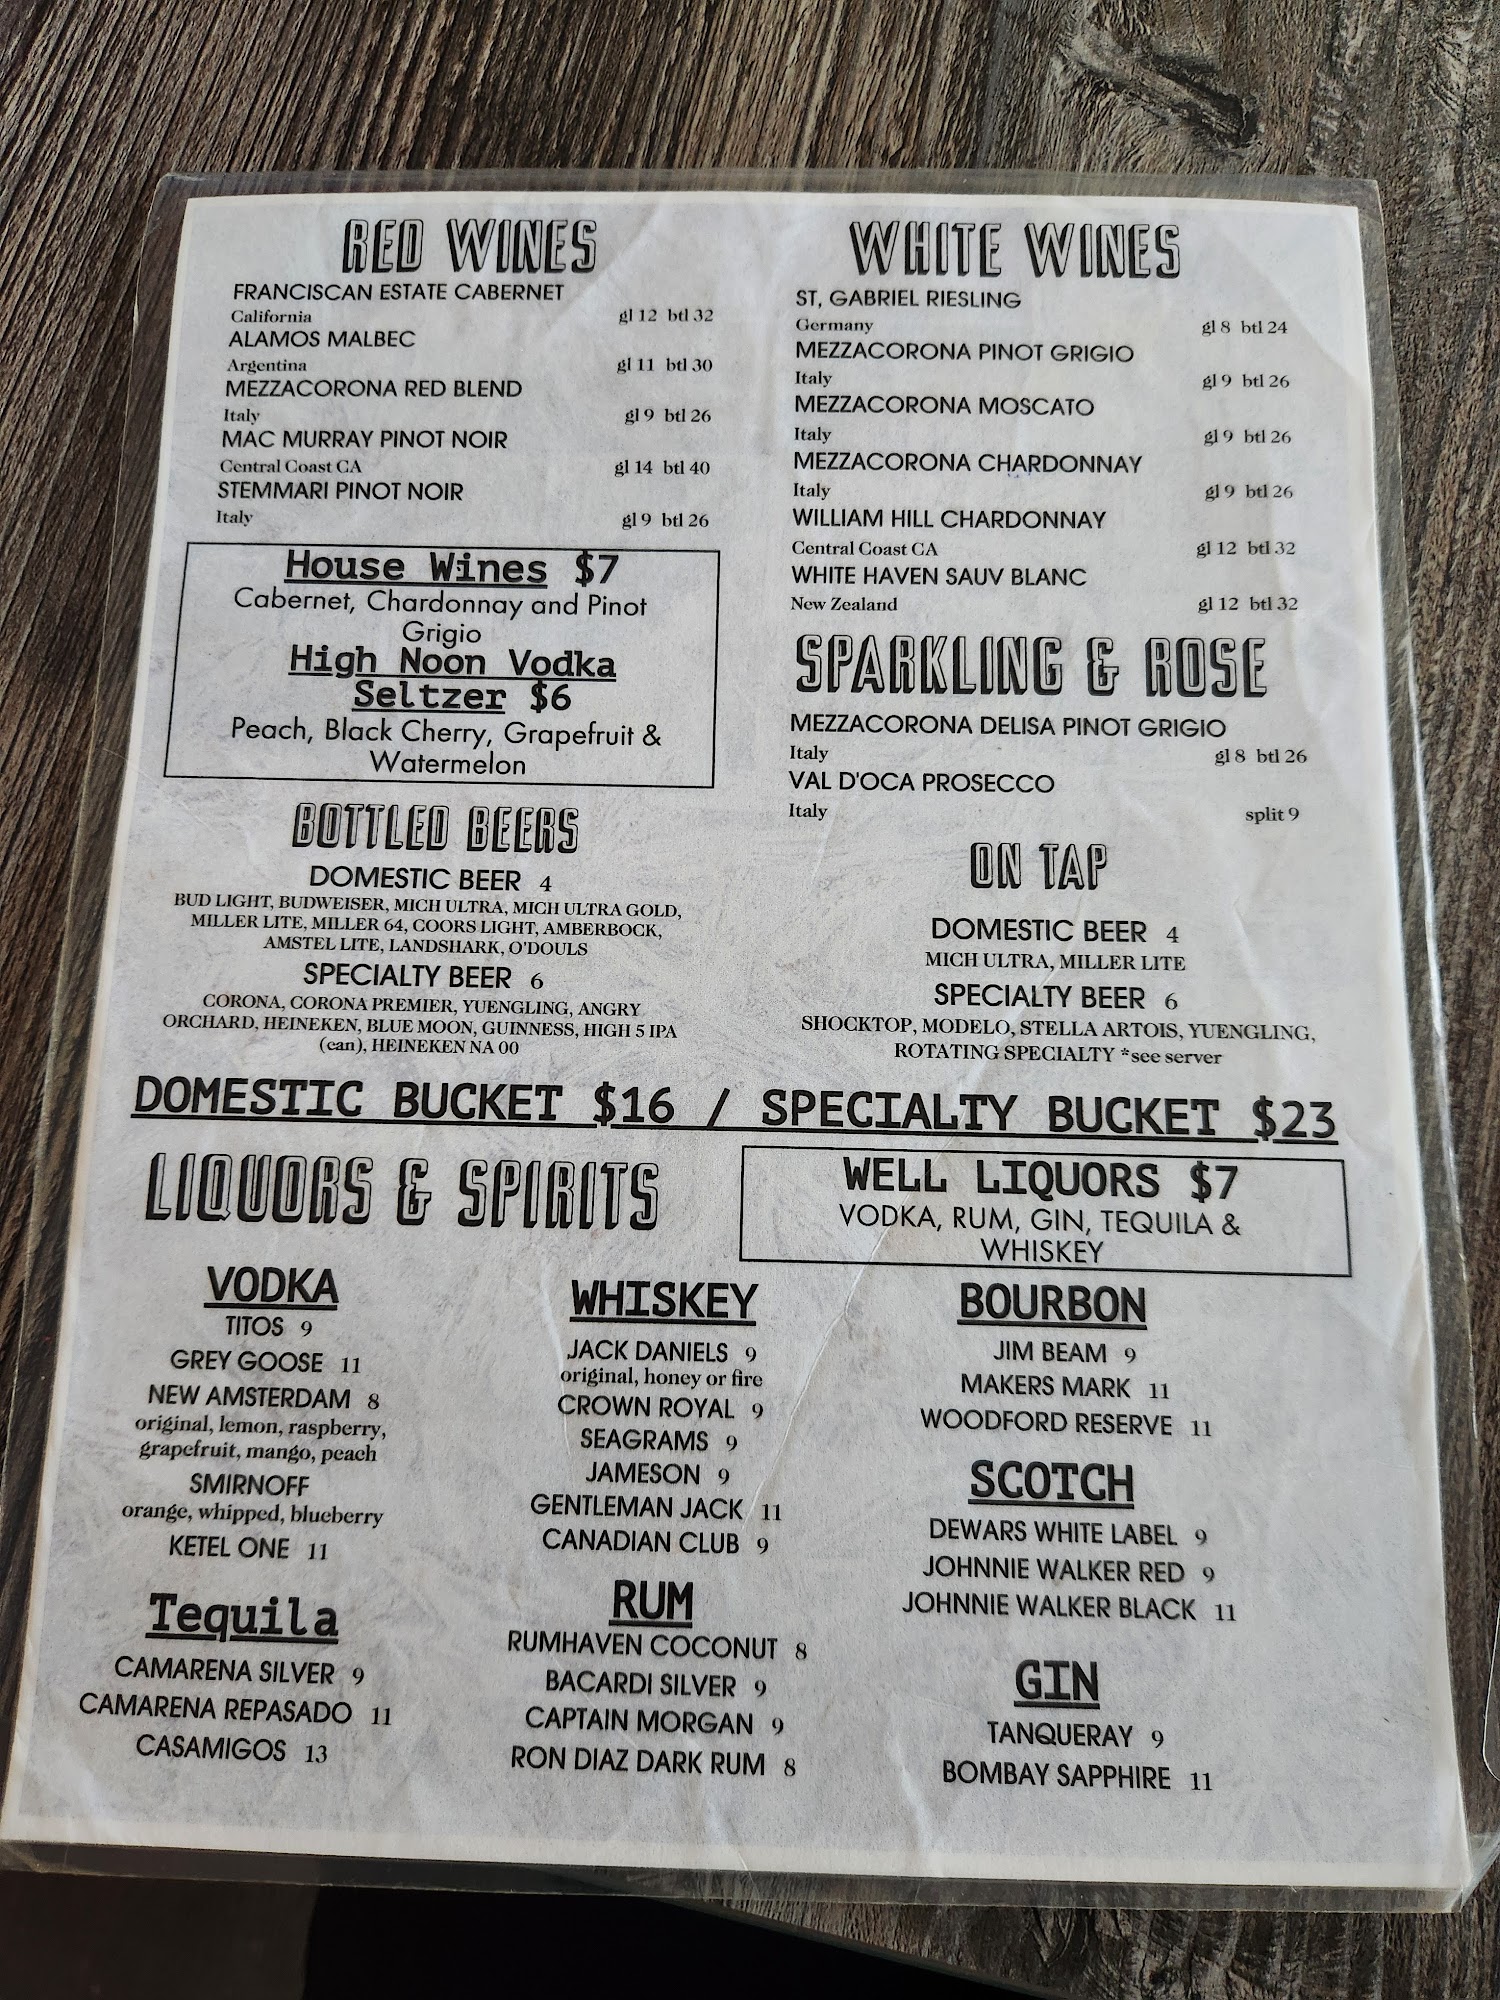 RED WINES
FRANCISCAN ESTATE CABERNET
California gl 12 btl 32
ALAMOS MALBEC
Argentina gl 11 btl 30
MEZZACORONA RED BLEND
Italy gl 9 btl 26
MAC MURRAY PINOT NOIR
Central Coast CA gl 14 btl 40
STEMMARI PINOT NOIR
Italy gl 9 btl 26
House Wines $7
Cabernet, Chardonnay and Pinot
Grigio
High Noon Vodka
Seltzer $6
Peach, Black Cherry, Grapefruit &
Watermelon
WHITE WINES
ST, GABRIEL RIESLING
Germany gl 8 btl 24
MEZZACORONA PINOT GRIGIO
Italy gl 9 btl 26
MEZZACORONA MOSCATO
Italy gl 9 btl 26
MEZZACORONA CHARDONNAY
Italy gl 9 btl 26
WILLIAM HILL CHARDONNAY
Central Coast CA gl 12 btl 32
WHITE HAVEN SAUV BLANC
New Zealand gl 12 btl 32
SPARKLING & ROSE
MEZZACORONA DELISA PINOT GRIGIO
Italy gl 8 btl 26
VAL D'OCA PROSECCO
Italy split 9
BOTTLED BEERS
DOMESTIC BEER 4
BUD LIGHT, BUDWEISER, MICH ULTRA, MICH ULTRA GOLD,
MILLER LITE, MILLER 64, COORS LIGHT, AMBERBOCK,
AMSTEL LITE, LANDSHARK, O'DOULS
SPECIALTY BEER 6
CORONA, CORONA PREMIER, YUENGLING, ANGRY
ORCHARD, HEINEKEN, BLUE MOON, GUINNESS, HIGH 5 IPA
(can), HEINEKEN NA 00
ON TAP
DOMESTIC BEER 4
MICH ULTRA, MILLER LITE
SPECIALTY BEER 6
SHOCKTOP, MODELO, STELLA ARTOIS, YUENGLING,
ROTATING SPECIALTY *see server
DOMESTIC BUCKET $16 / SPECIALTY BUCKET $23
LIQUORS & SPIRITS
WELL LIQUORS $7
VODKA, RUM, GIN, TEQUILA &
WHISKEY
VODKA
TITOS 9
GREY GOOSE 11
NEW AMSTERDAM 8
original, lemon, raspberry,
grapefruit, mango, peach
SMIRNOFF
orange, whipped, blueberry
KETEL ONE 11
Tequila
CAMARENA SILVER 9
CAMARENA REPASADO 11
CASAMIGOS 13
WHISKEY
JACK DANIELS 9
original, honey or fire
CROWN ROYAL 9
SEAGRAMS 9
JAMESON 9
GENTLEMAN JACK 11
CANADIAN CLUB 9
RUM
RUMHAVEN COCONUT 8
BACARDI SILVER 9
CAPTAIN MORGAN 9
RON DIAZ DARK RUM 8
BOURBON
JIM BEAM 9
MAKERS MARK 11
WOODFORD RESERVE 11
SCOTCH
DEWARS WHITE LABEL 9
JOHNNIE WALKER RED 9
JOHNNIE WALKER BLACK 11
GIN
TANQUERAY 9
BOMBAY SAPPHIRE 11